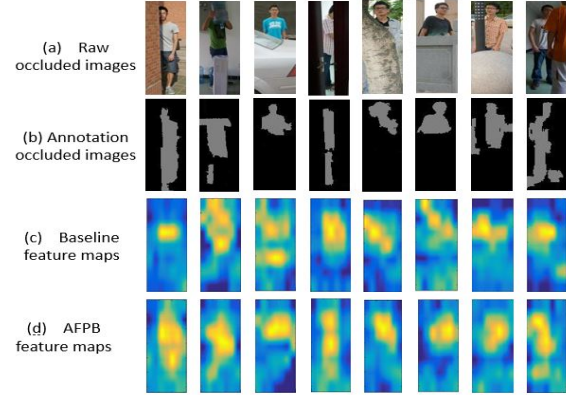 (a) Raw
occluded images
(b) Annotation
occluded images
(c) Baseline
feature maps
(d) AFPB
feature maps